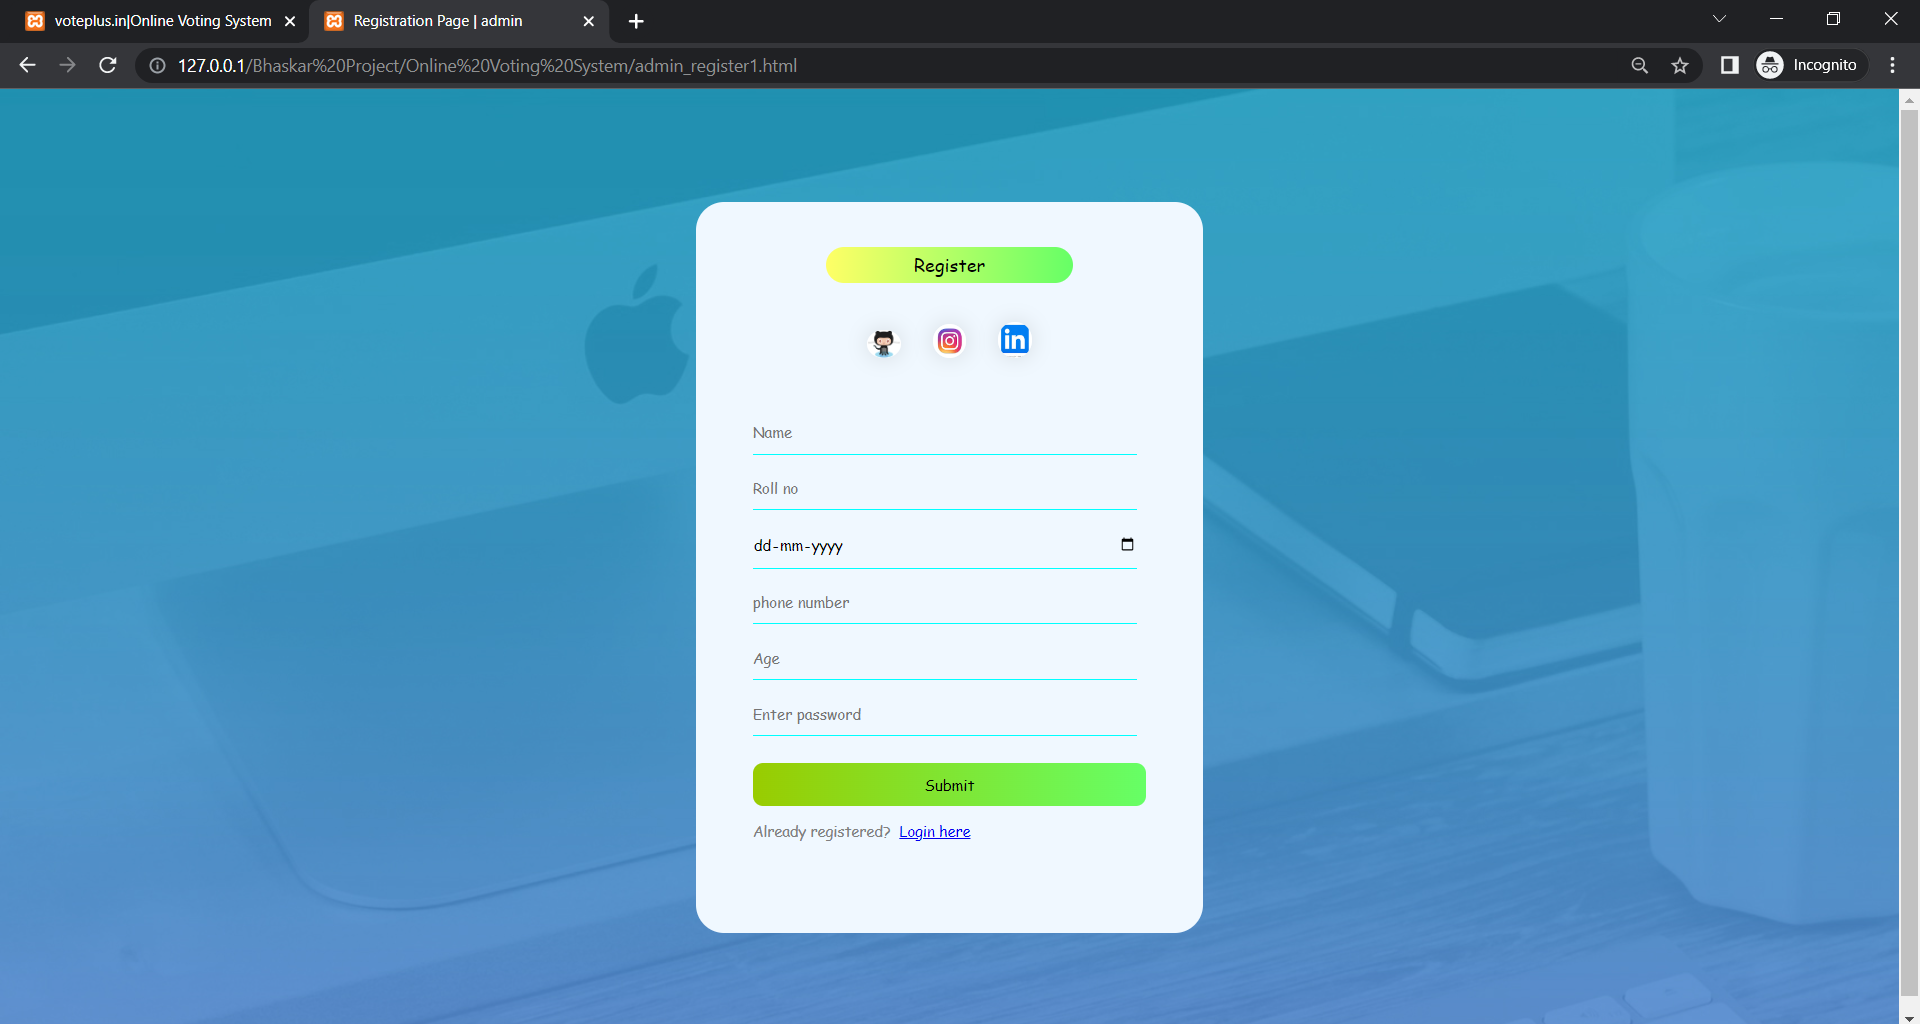 voteplus.in|Online Voting System
Registration Page | admin
127.0.0.1/Bhaskar%20Project/Online%20Voting%20System/admin_register1.html
Incognito
Register
in
Name
Roll no
dd-mm-yyyy
phone number
Age
Enter password
Submit
Already registered? Login here